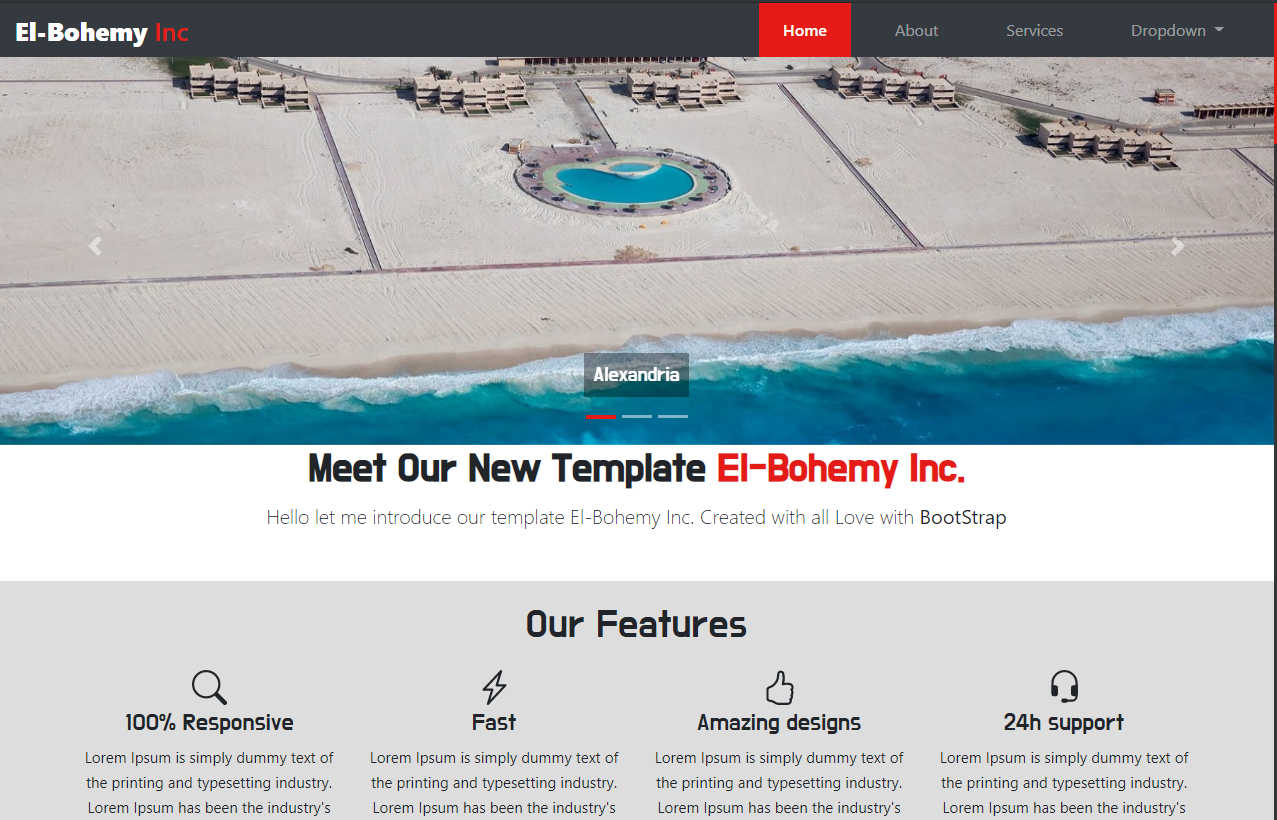 El-Bohemy Inc
Home
About
Services
Dropdown
Alexandria
Meet Our New Template El-Bohemy Inc.
Hello let me introduce our template El-Bohemy Inc. Created with all Love with BootStrap
Our Features
100% Responsive
Lorem Ipsum is simply dummy text of
the printing and typesetting industry.
Lorem Ipsum has been the industry's
Fast
Lorem Ipsum is simply dummy text of
the printing and typesetting industry.
Lorem Ipsum has been the industry's
Amazing designs
Lorem Ipsum is simply dummy text of
the printing and typesetting industry.
Lorem Ipsum has been the industry's
24h support
Lorem Ipsum is simply dummy text of
the printing and typesetting industry.
Lorem Ipsum has been the industry's